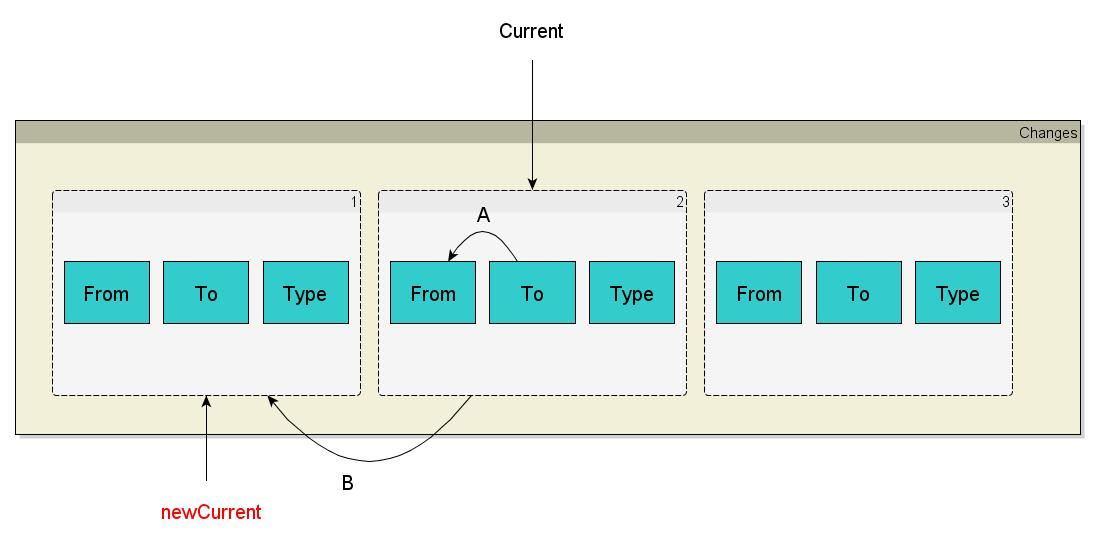 Current
Changes
1
2
3
A
From To Type
From To Type
From To Type
B
newCurrent